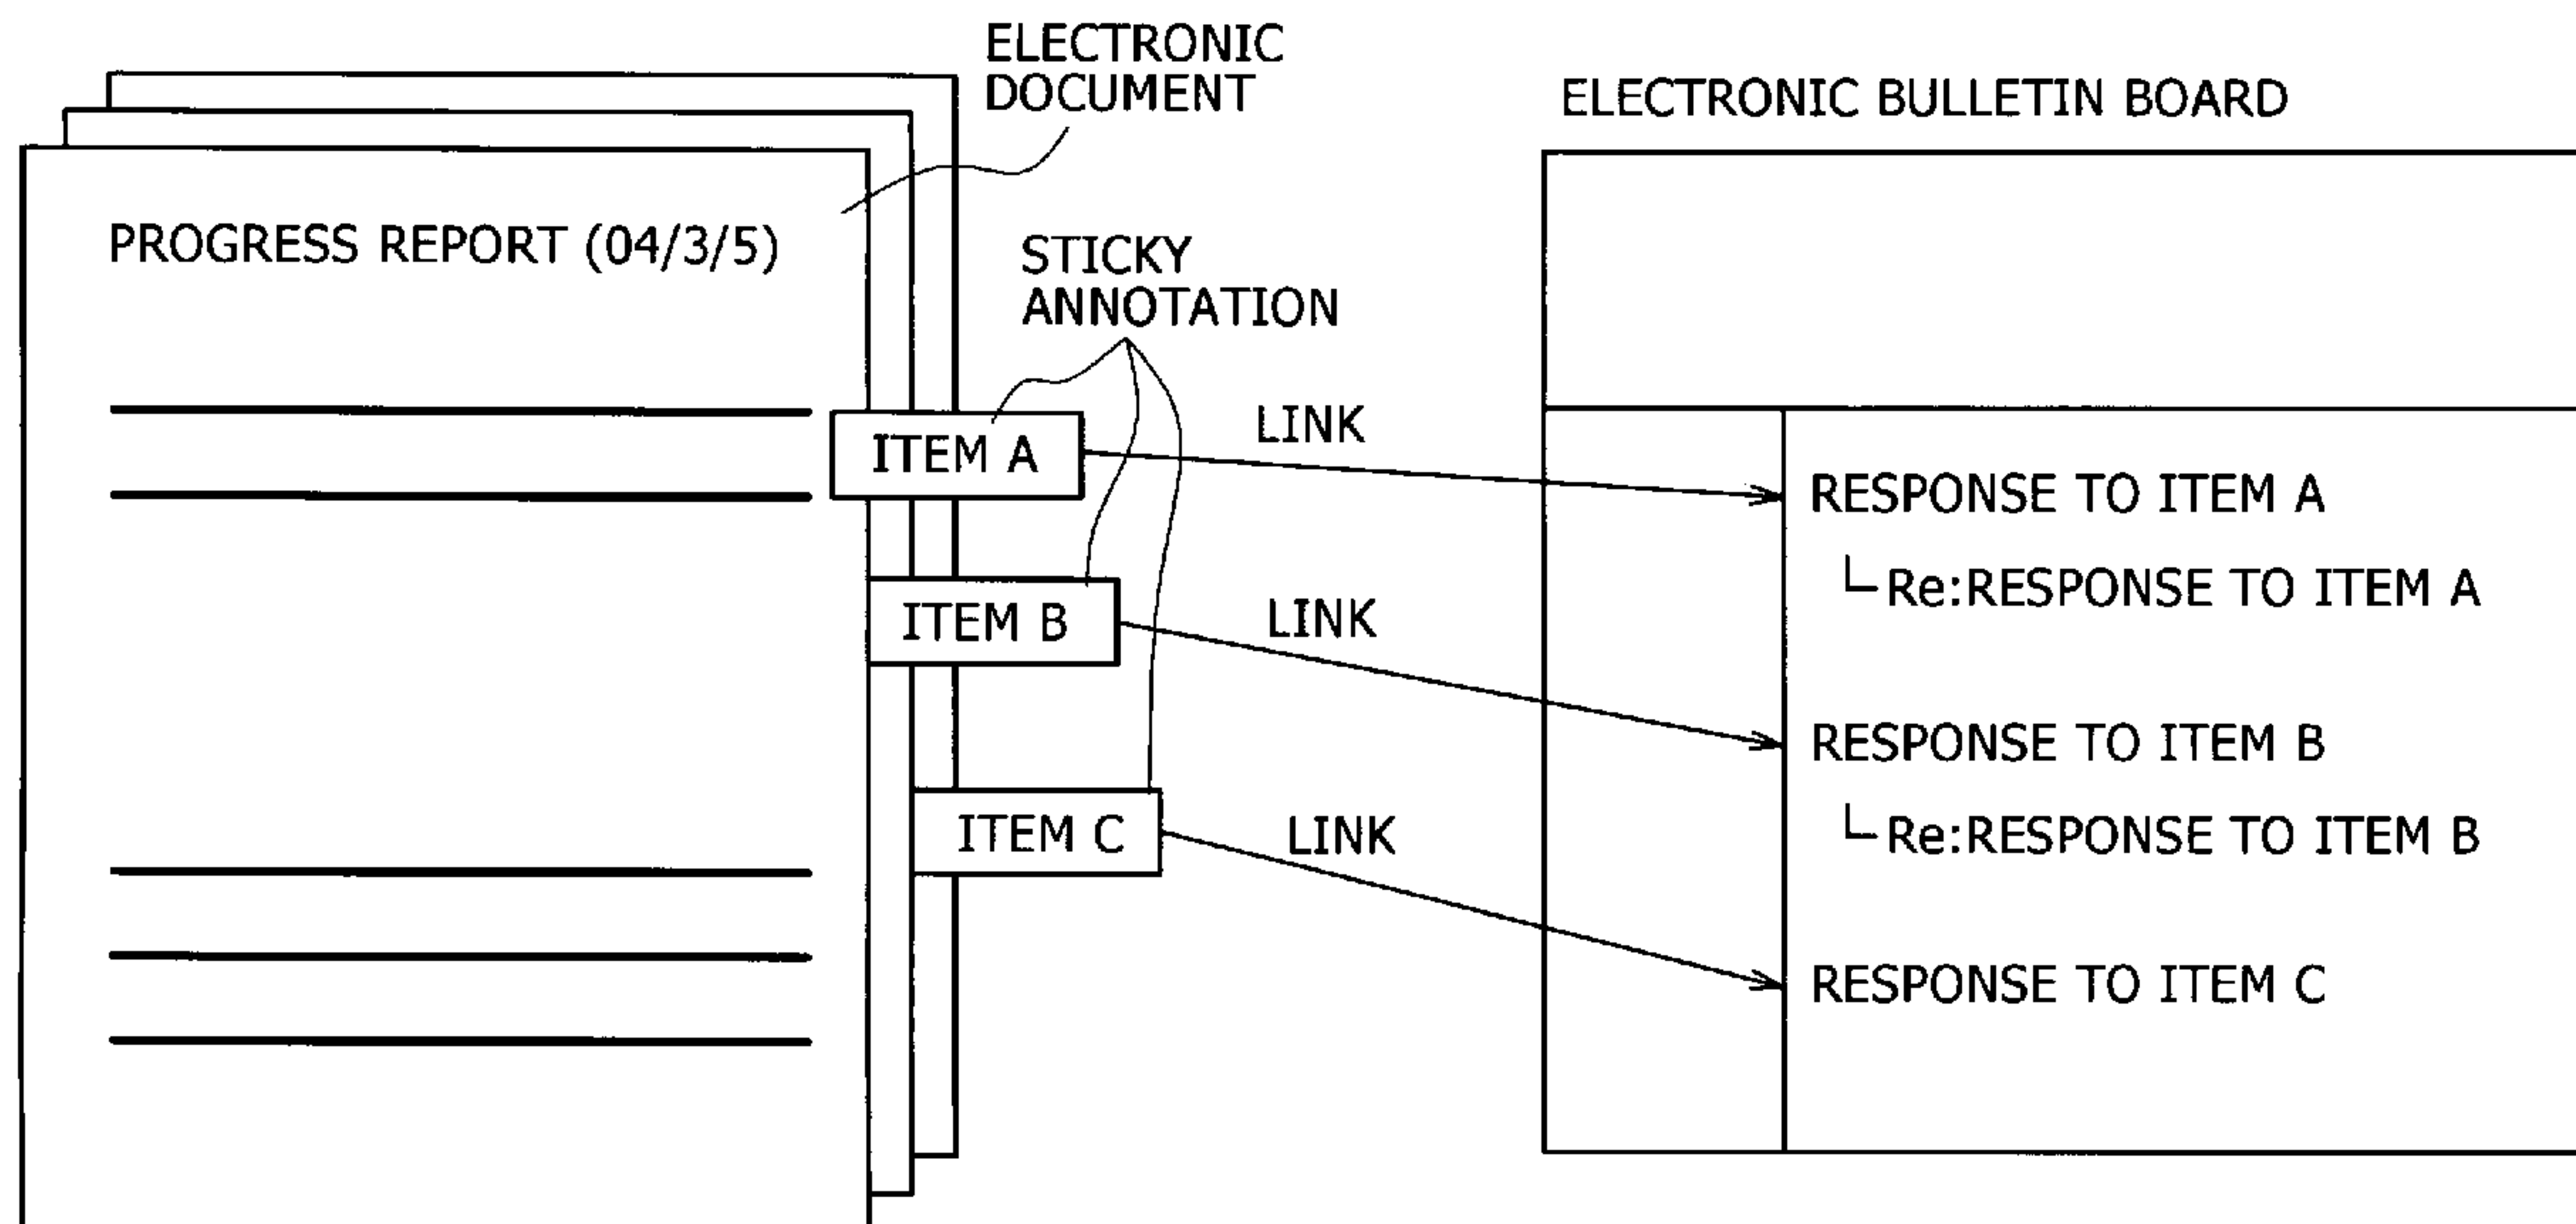 ELECTRONIC
DOCUMENT
PROGRESS REPORT (04/3/5)
STICKY
ANNOTATION
ITEM A
LINK
ITEM B
LINK
ITEM C
LINK
ELECTRONIC BULLETIN BOARD
RESPONSE TO ITEM A
Re:RESPONSE TO ITEM A
RESPONSE TO ITEM B
Re:RESPONSE TO ITEM B
RESPONSE TO ITEM C